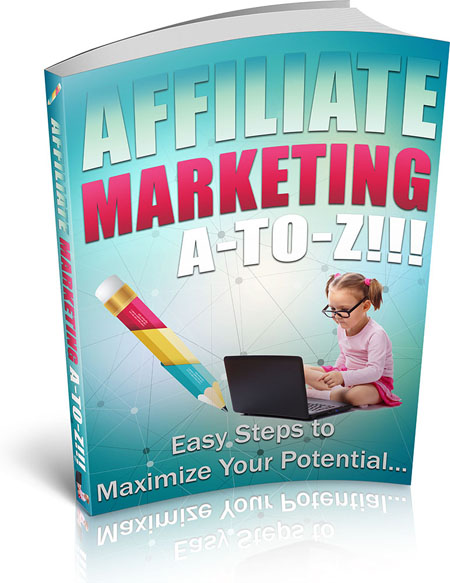 AFFILIATE
MARKETING
A-TO-Z!!!
Easy Steps to
Maximize Your Potential...
AFFILIATE MARKETING A-TO-Z!!!